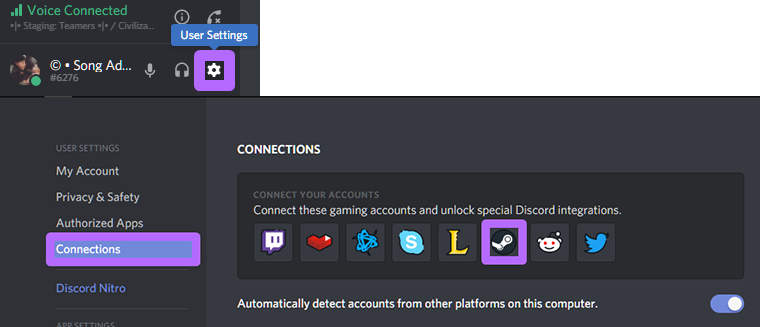 Voice Connected
•|• Staging: Teamers •|• / Civiliza...
User Settings
© • Song Ad...
#6276
USER SETTINGS
My Account
Privacy & Safety
Authorized Apps
Connections
Discord Nitro
APP SETTINGS
CONNECTIONS
CONNECT YOUR ACCOUNTS
Connect these gaming accounts and unlock special Discord integrations.
L
Automatically detect accounts from other platforms on this computer.